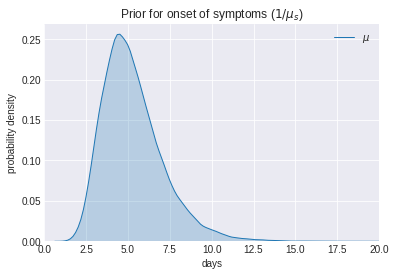 Prior for onset of symptoms (1/μₛ)
μ
probability density
0.25
0.20
0.15
0.10
0.05
0.00
0.0 2.5 5.0 7.5 10.0 12.5 15.0 17.5 20.0
days